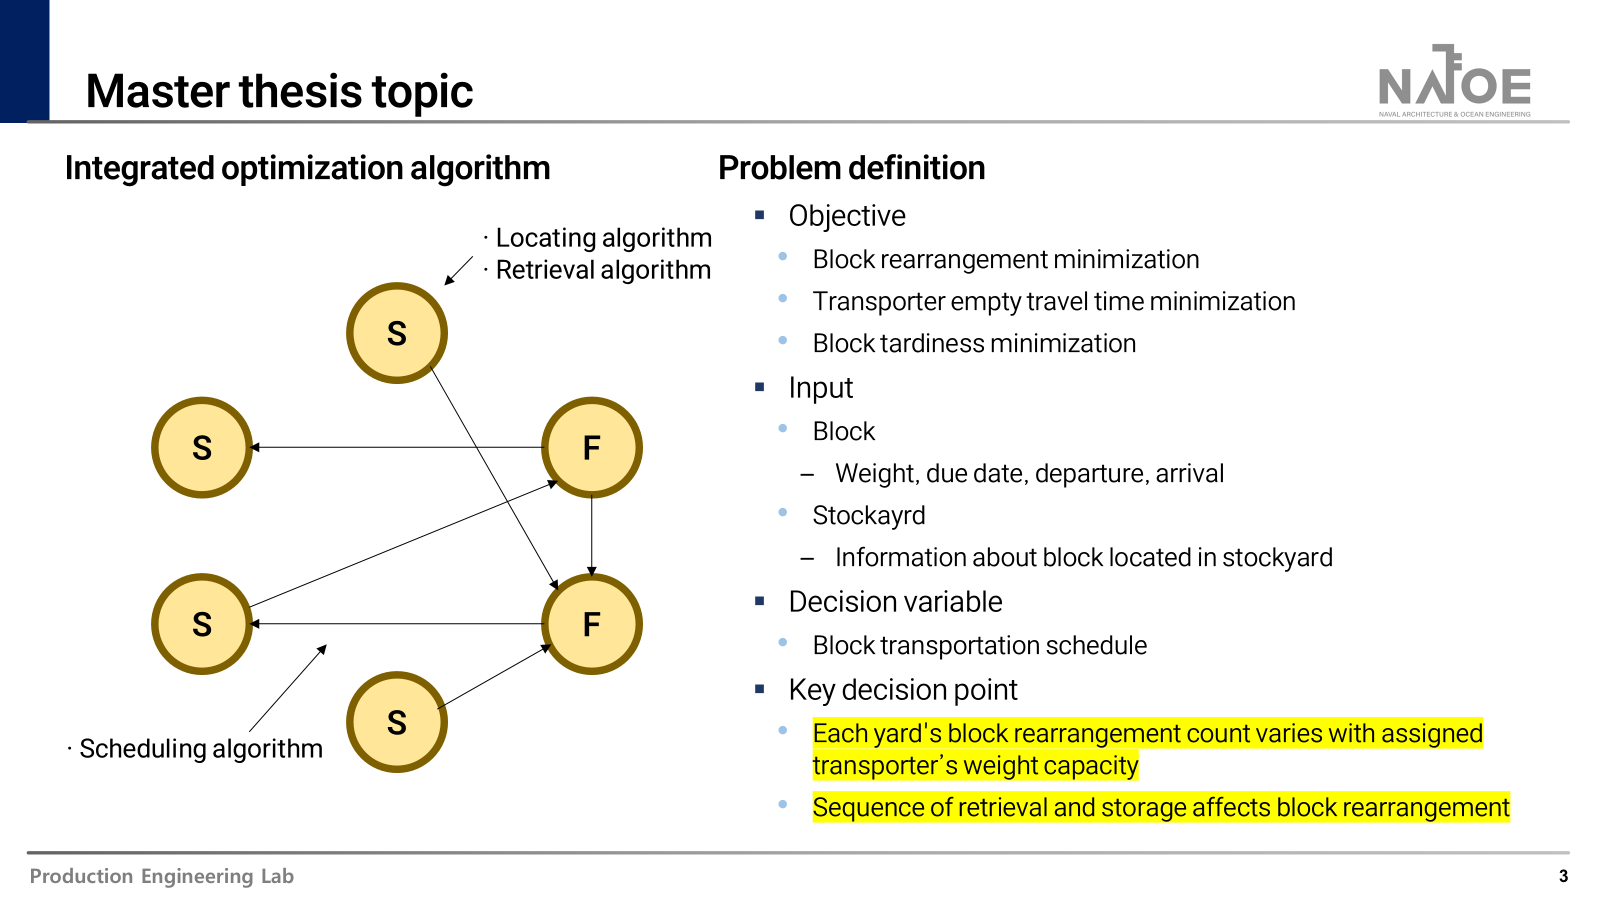 Master thesis topic
NAOE
NAVAL ARCHITECTURE & OCEAN ENGINEERING
Integrated optimization algorithm
· Locating algorithm
· Retrieval algorithm
S
S
F
S
F
S
· Scheduling algorithm
Problem definition
▪ Objective
• Block rearrangement minimization
• Transporter empty travel time minimization
• Block tardiness minimization
▪ Input
• Block
– Weight, due date, departure, arrival
• Stockayrd
– Information about block located in stockyard
▪ Decision variable
• Block transportation schedule
▪ Key decision point
• Each yard's block rearrangement count varies with assigned
transporter’s weight capacity
• Sequence of retrieval and storage affects block rearrangement
Production Engineering Lab
3